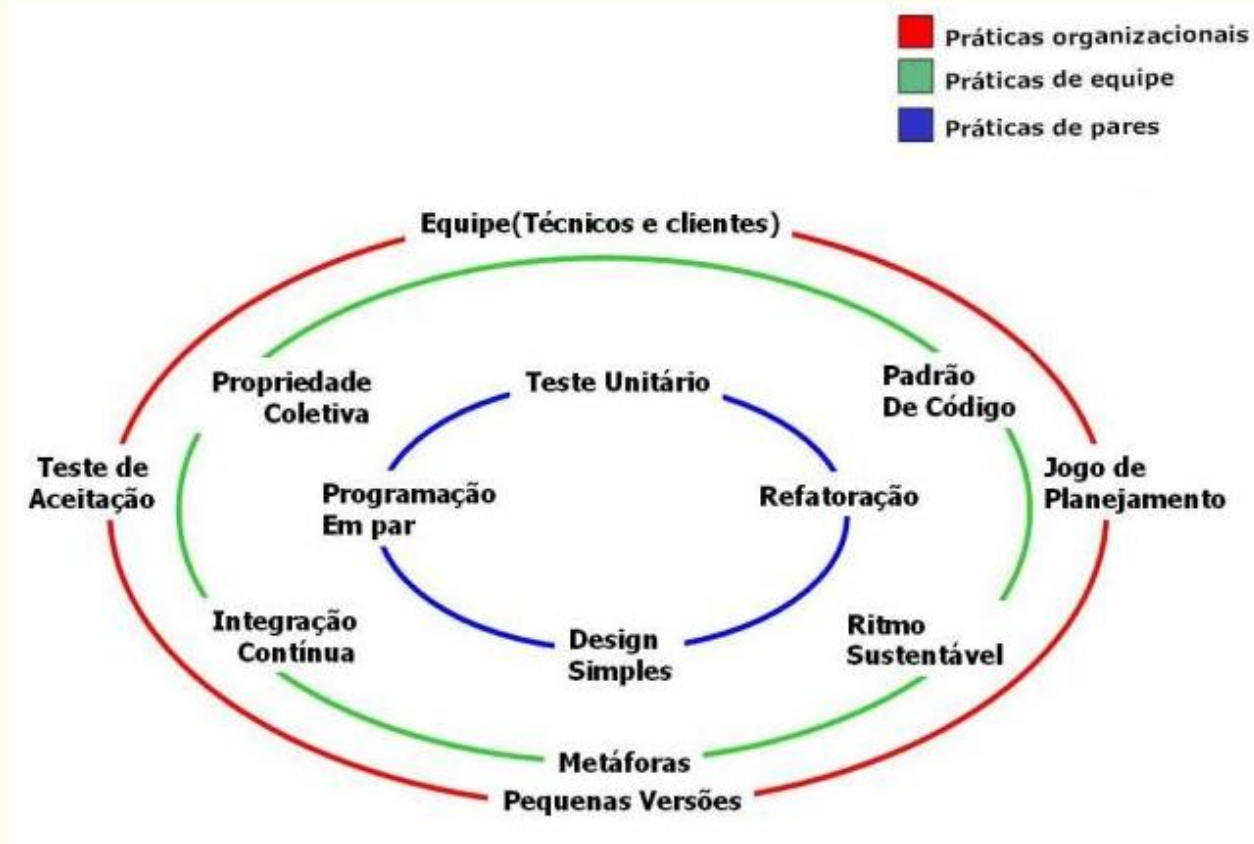 Práticas organizacionais
Práticas de equipe
Práticas de pares
Equipe(Técnicos e clientes)
Propriedade
Coletiva
Teste Unitário
Padrão
De Código
Teste de
Aceitação
Programação
Em par
Refatoração
Jogo de
Planejamento
Integração
Contínua
Design
Simples
Ritmo
Sustentável
Metáforas
Pequenas Versões